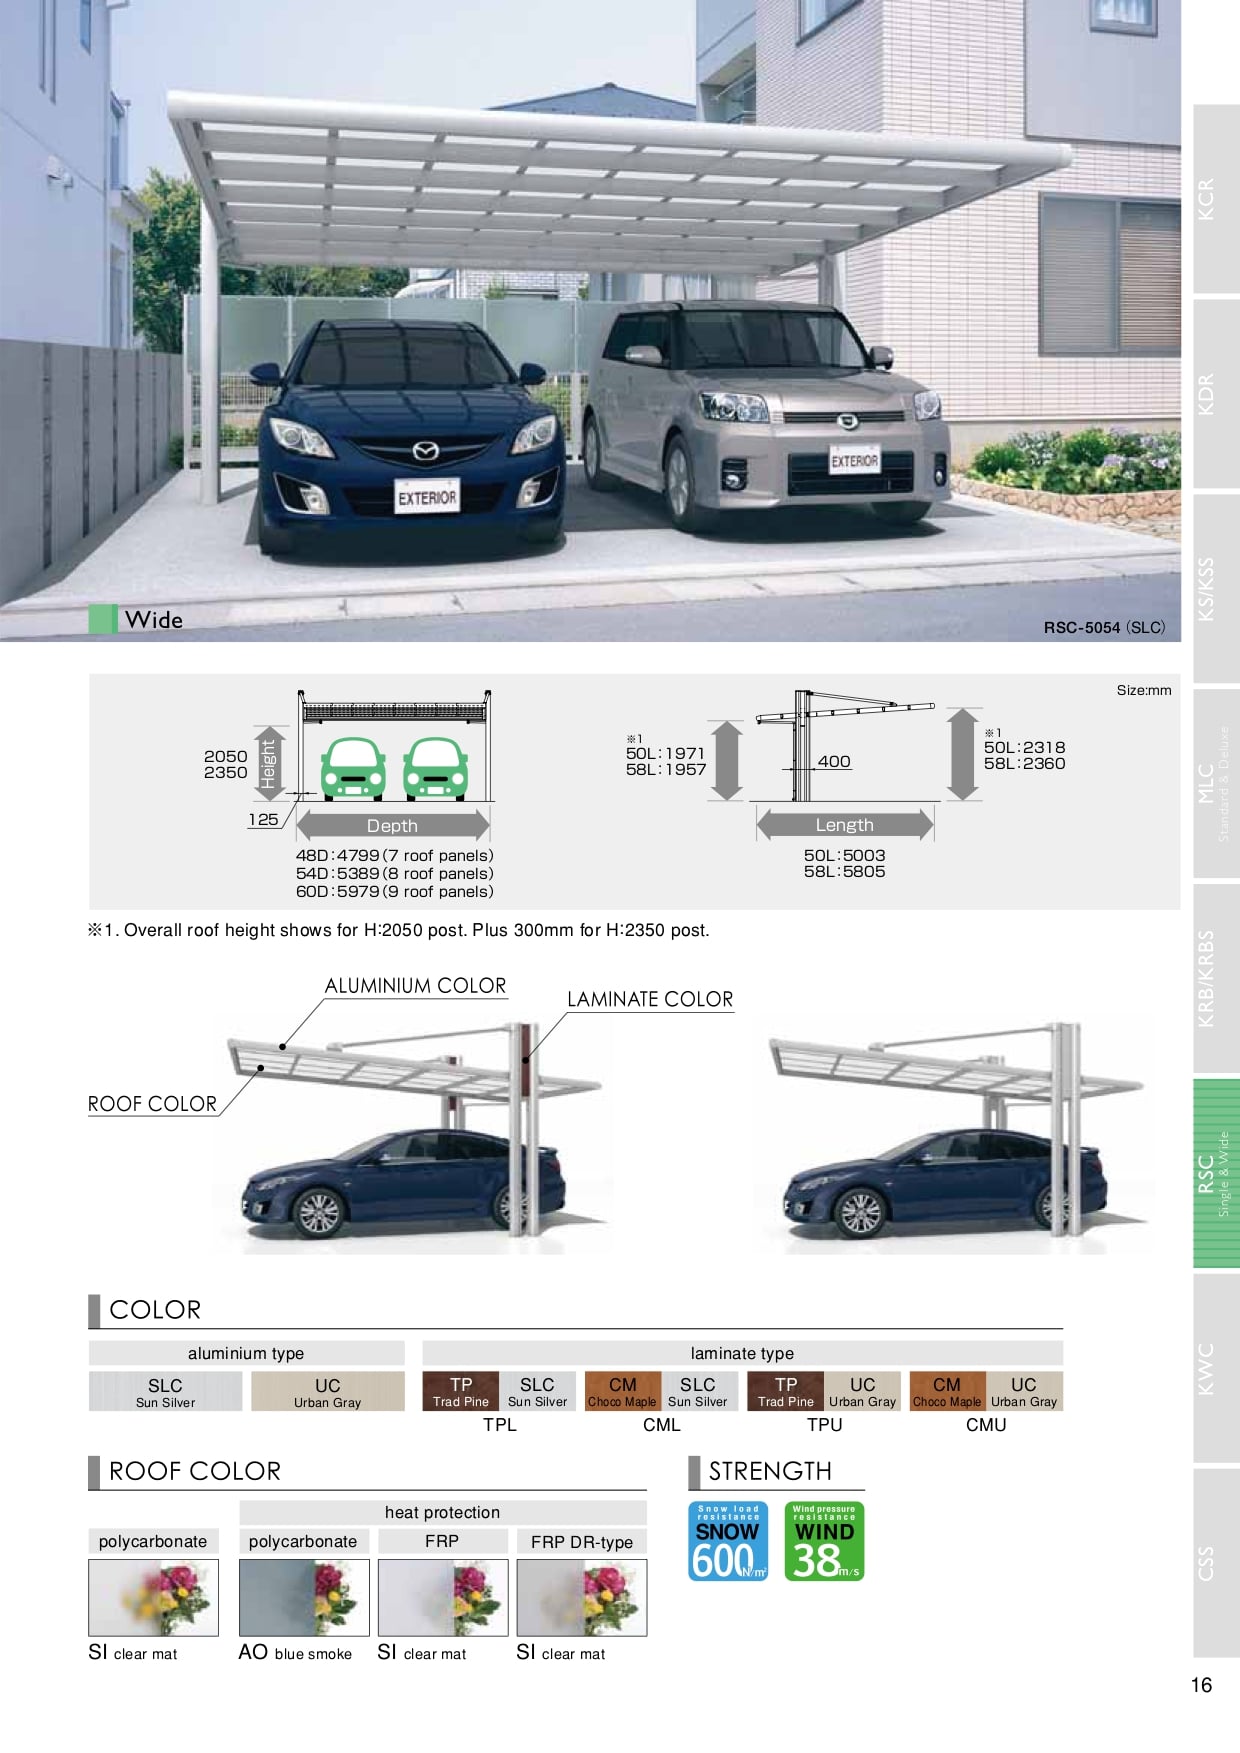 EXTERIOR
EXTERIOR
Wide
RSC-5054 (SLC)
Size:mm
2050
2350
Height
125
Depth
48D:4799(7 roof panels)
54D:5389(8 roof panels)
60D:5979(9 roof panels)
※1
50L:1971
58L:1957
400
※1
50L:2318
58L:2360
Length
50L:5003
58L:5805
※1. Overall roof height shows for H:2050 post. Plus 300mm for H:2350 post.
ALUMINIUM COLOR
LAMINATE COLOR
ROOF COLOR
COLOR
aluminium type
laminate type
SLC
Sun Silver
UC
Urban Gray
TP
Trad Pine
SLC
Sun Silver
TPL
CM
Choco Maple
SLC
Sun Silver
CML
TP
Trad Pine
UC
Urban Gray
TPU
CM
Choco Maple
UC
Urban Gray
CMU
ROOF COLOR
heat protection
polycarbonate
polycarbonate
FRP
FRP DR-type
SI clear mat
AO blue smoke
SI clear mat
SI clear mat
STRENGTH
Snow load
resistance
SNOW
600N/m²
Wind pressure
resistance
WIND
38m/s
KCR
KDR
KS/KSS
MLC
Standard & Deluxe
KRB/KRBS
RSC
Single & Wide
KWC
CSS
16